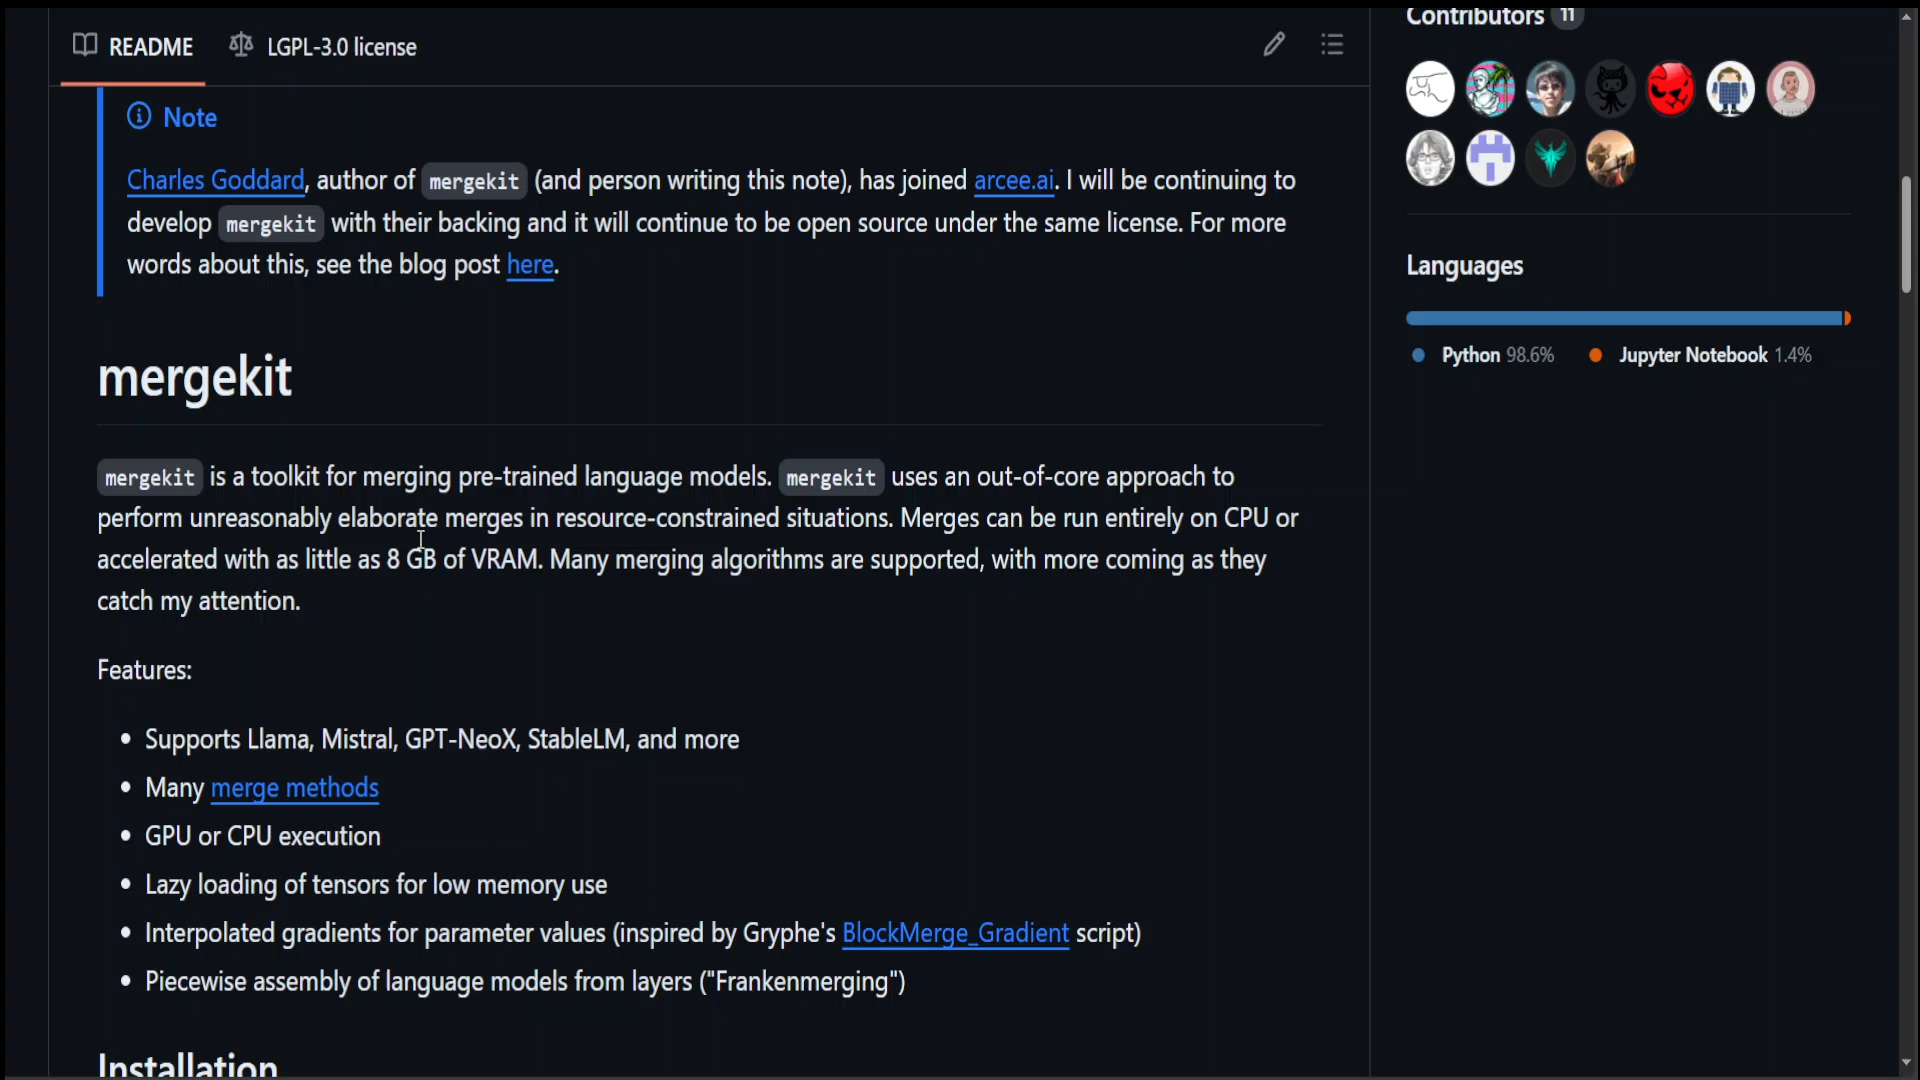 README
LGPL-3.0 license
Note
Charles Goddard, author of mergekit (and person writing this note), has joined arcee.ai. I will be continuing to
develop mergekit with their backing and it will continue to be open source under the same license. For more
words about this, see the blog post here.
mergekit
mergekit is a toolkit for merging pre-trained language models. mergekit uses an out-of-core approach to
perform unreasonably elaborate merges in resource-constrained situations. Merges can be run entirely on CPU or
accelerated with as little as 8 GB of VRAM. Many merging algorithms are supported, with more coming as they
catch my attention.
Features:
• Supports Llama, Mistral, GPT-NeoX, StableLM, and more
• Many merge methods
• GPU or CPU execution
• Lazy loading of tensors for low memory use
• Interpolated gradients for parameter values (inspired by Gryphe's BlockMerge_Gradient script)
• Piecewise assembly of language models from layers ("Frankenmerging")
Installation
Contributors 11
Languages
Python 98.6%
Jupyter Notebook 1.4%